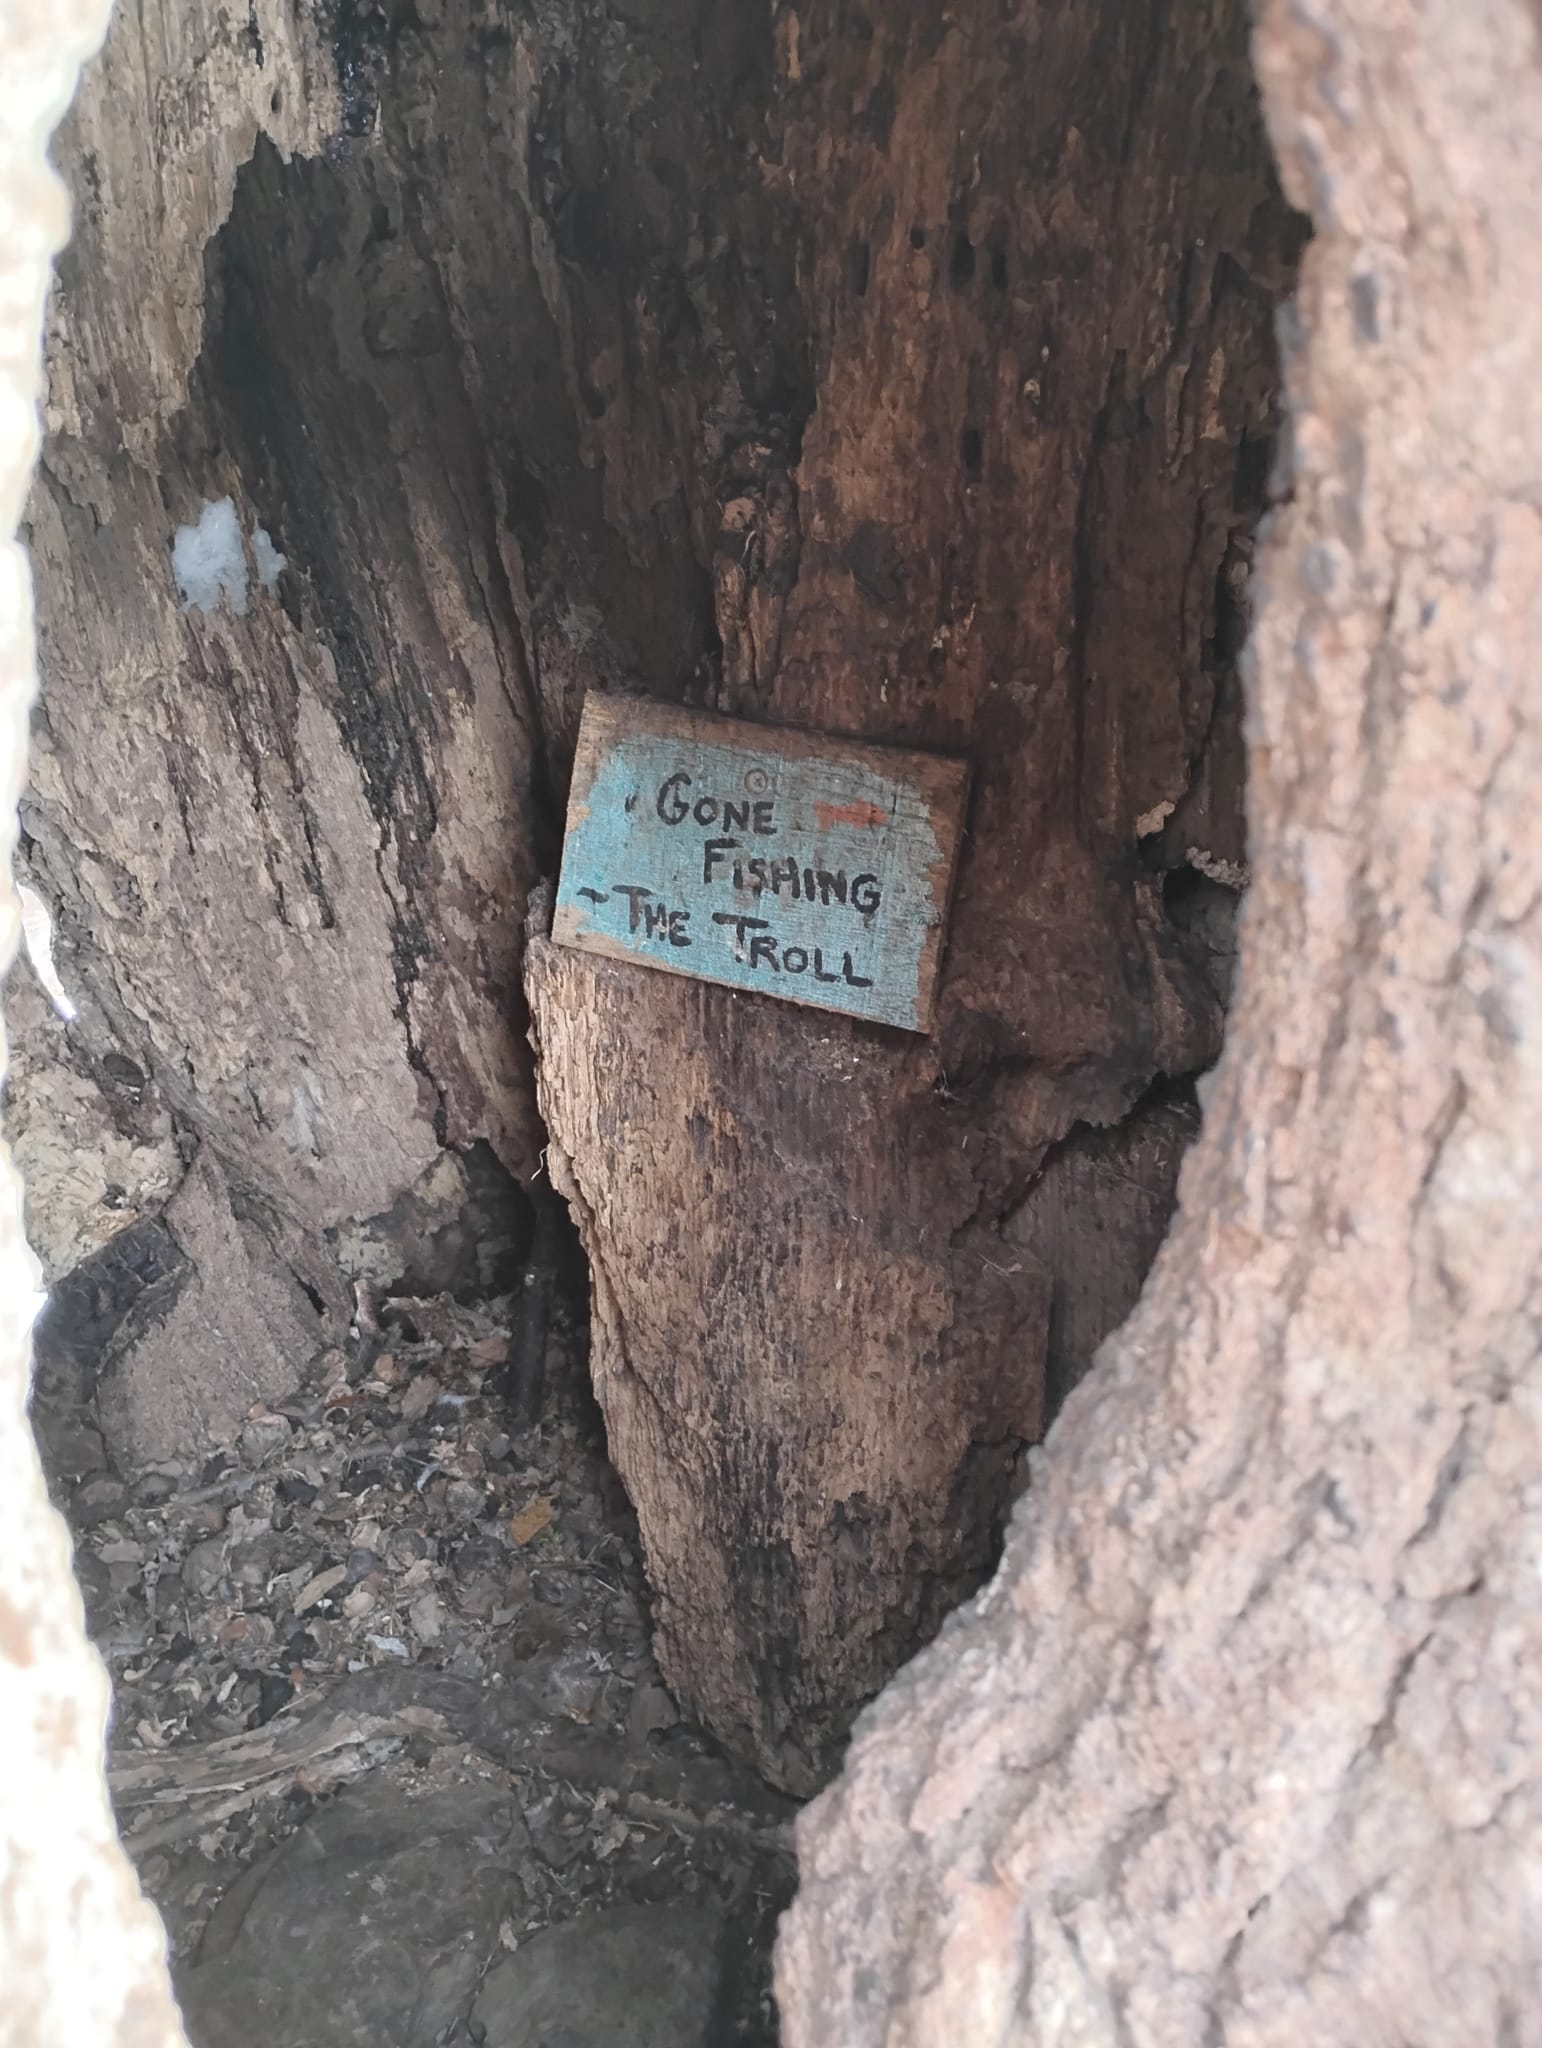 GONE
FISHING
~ THE TROLL